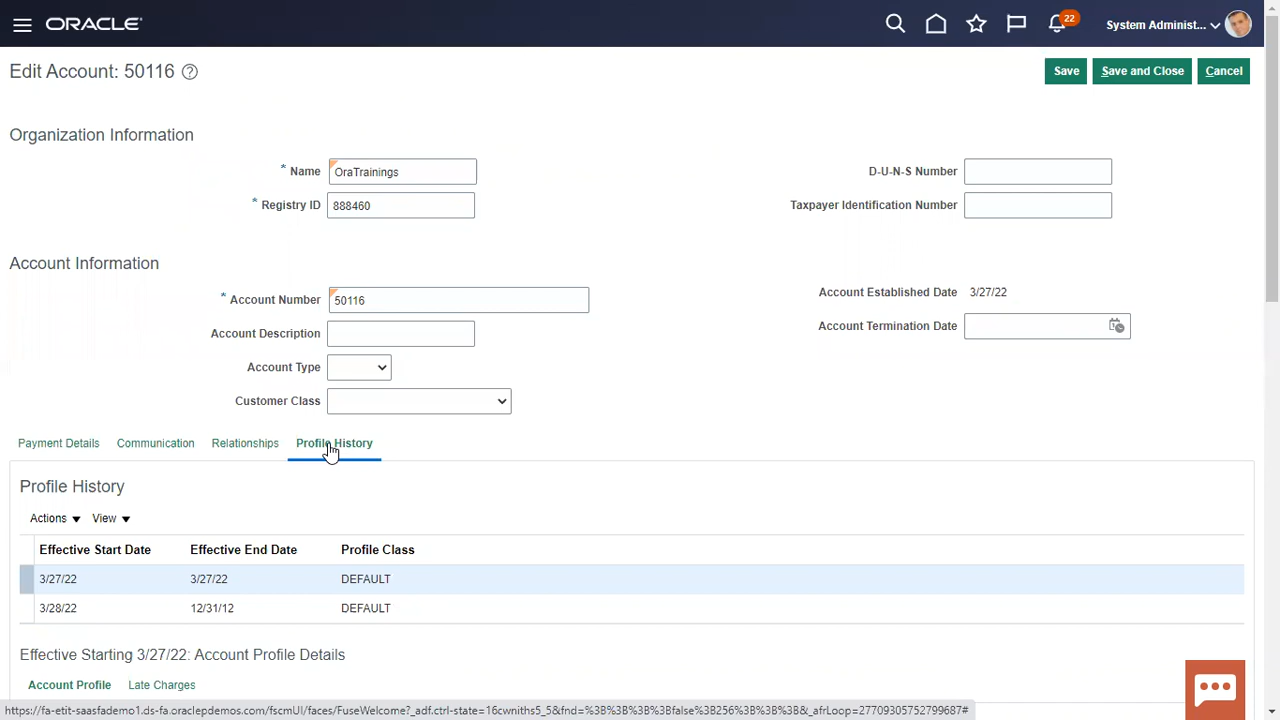 ORACLE
22
System Administ...
Edit Account: 50116
Save
Save and Close
Cancel
Organization Information
* Name OraTrainings
D-U-N-S Number
* Registry ID 888460
Taxpayer Identification Number
Account Information
* Account Number 50116
Account Established Date 3/27/22
Account Description
Account Termination Date
Account Type
Customer Class
Payment Details Communication Relationships Profile History
Profile History
Actions View
Effective Start Date Effective End Date Profile Class
3/27/22 3/27/22 DEFAULT
3/28/22 12/31/12 DEFAULT
Effective Starting 3/27/22: Account Profile Details
Account Profile Late Charges
https://fa-etit-saasfademo1.ds-fa.oraclepdemos.com/fscmUI/faces/FuseWelcome?_adf.ctrl-state=16cwniths5_5&fnd=%3B%3B%3B%3Bfalse%3B256%3B%3B%3B&_afrLoop=27709305752799687#